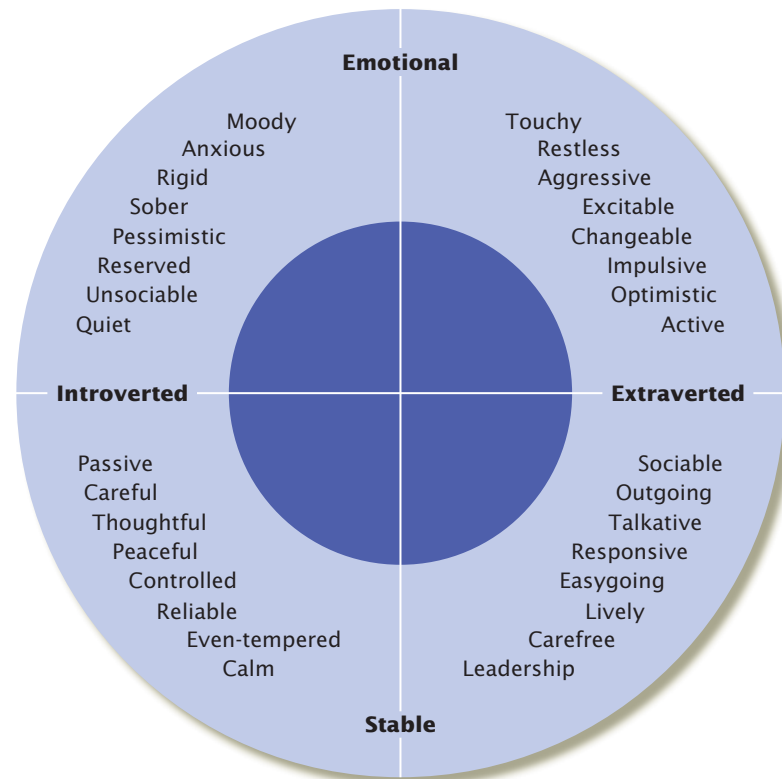 Emotional
Moody
Anxious
Rigid
Sober
Pessimistic
Reserved
Unsociable
Quiet
Touchy
Restless
Aggressive
Excitable
Changeable
Impulsive
Optimistic
Active
Introverted
Extraverted
Passive
Careful
Thoughtful
Peaceful
Controlled
Reliable
Even-tempered
Calm
Sociable
Outgoing
Talkative
Responsive
Easygoing
Lively
Carefree
Leadership
Stable